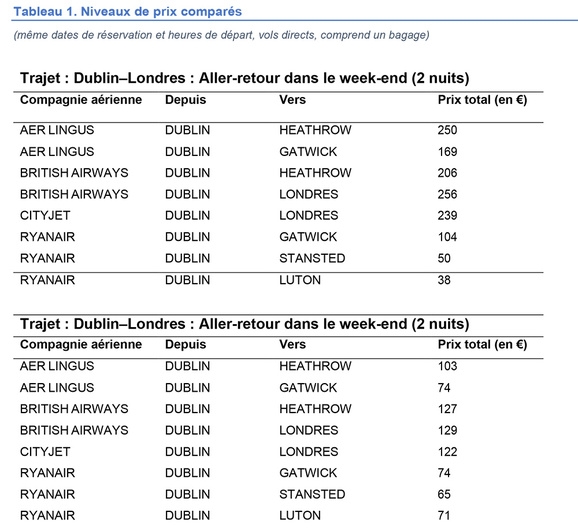 Tableau 1. Niveaux de prix comparés
(même dates de réservation et heures de départ, vols directs, comprend un bagage)
Trajet : Dublin–Londres : Aller-retour dans le week-end (2 nuits)
Compagnie aérienne Depuis Vers Prix total (en €)
AER LINGUS DUBLIN HEATHROW 250
AER LINGUS DUBLIN GATWICK 169
BRITISH AIRWAYS DUBLIN HEATHROW 206
BRITISH AIRWAYS DUBLIN LONDRES 256
CITYJET DUBLIN LONDRES 239
RYANAIR DUBLIN GATWICK 104
RYANAIR DUBLIN STANSTED 50
RYANAIR DUBLIN LUTON 38
Trajet : Dublin–Londres : Aller-retour dans le week-end (2 nuits)
Compagnie aérienne Depuis Vers Prix total (en €)
AER LINGUS DUBLIN HEATHROW 103
AER LINGUS DUBLIN GATWICK 74
BRITISH AIRWAYS DUBLIN HEATHROW 127
BRITISH AIRWAYS DUBLIN LONDRES 129
CITYJET DUBLIN LONDRES 122
RYANAIR DUBLIN GATWICK 74
RYANAIR DUBLIN STANSTED 65
RYANAIR DUBLIN LUTON 71